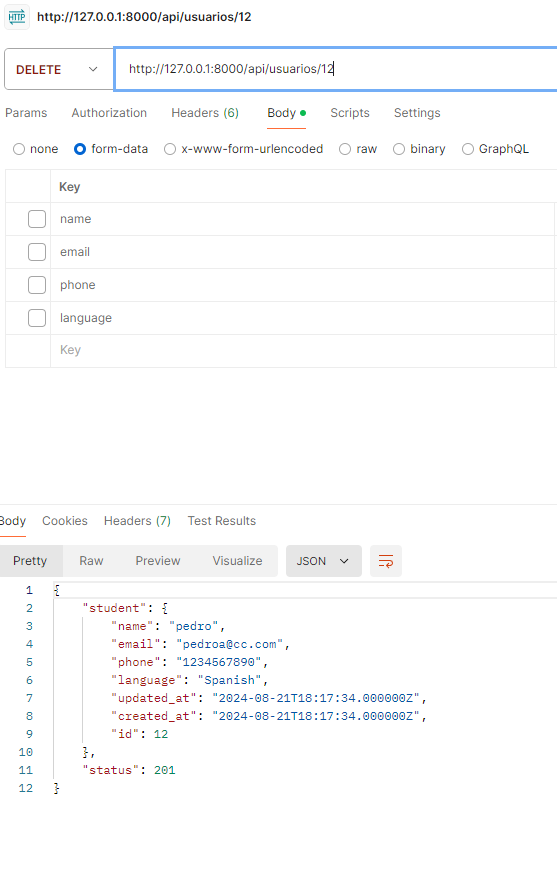 HTTP http://127.0.0.1:8000/api/usuarios/12
DELETE http://127.0.0.1:8000/api/usuarios/12
Params Authorization Headers (6) Body Scripts Settings
none form-data x-www-form-urlencoded raw binary GraphQL
Key
name
email
phone
language
Key
Body Cookies Headers (7) Test Results
Pretty Raw Preview Visualize JSON
1 {
2 "student": {
3 "name": "pedro",
4 "email": "pedroa@cc.com",
5 "phone": "1234567890",
6 "language": "Spanish",
7 "updated_at": "2024-08-21T18:17:34.000000Z",
8 "created_at": "2024-08-21T18:17:34.000000Z",
9 "id": 12
10 },
11 "status": 201
12 }